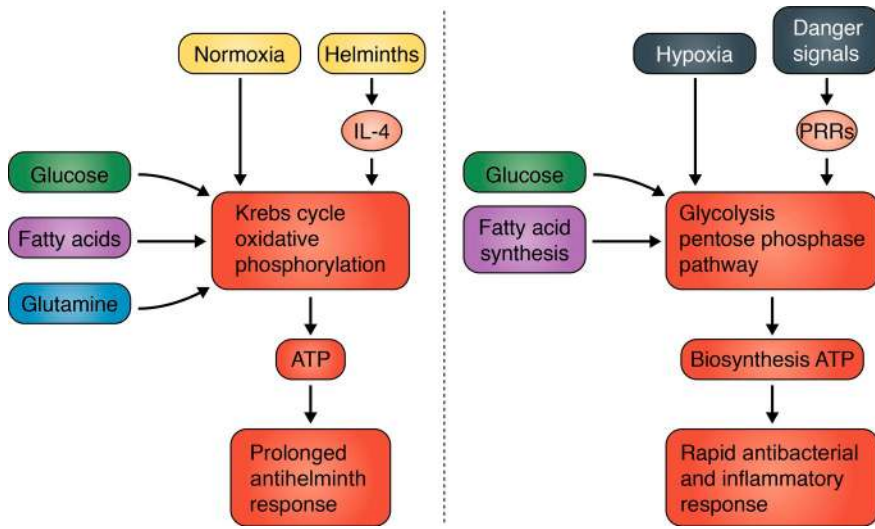 Normoxia
Helminths
IL-4
Glucose
Fatty acids
Glutamine
Krebs cycle
oxidative
phosphorylation
ATP
Prolonged
antihelminth
response
Hypoxia
Danger
signals
PRRs
Glucose
Fatty acid
synthesis
Glycolysis
pentose phosphase
pathway
Biosynthesis ATP
Rapid antibacterial
and inflammatory
response